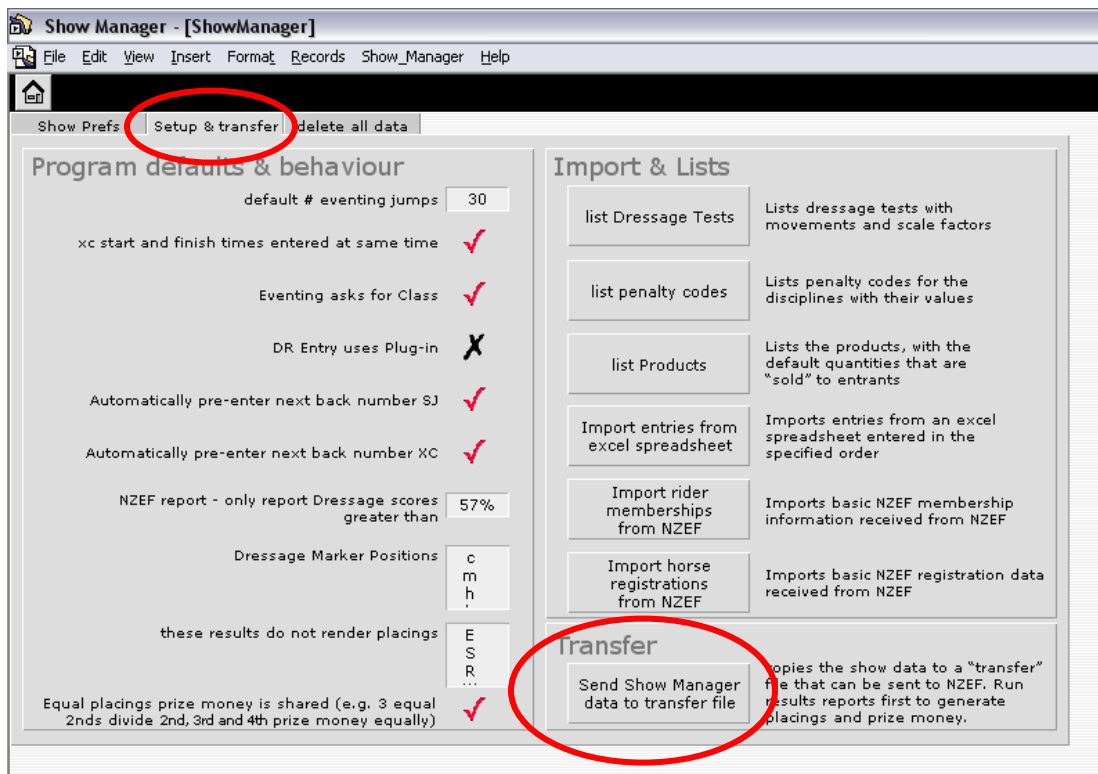 Show Manager - [ShowManager]
File Edit View Insert Format Records Show_Manager Help
Show Prefs Setup & transfer delete all data
Program defaults & behaviour
default # eventing jumps 30
xc start and finish times entered at same time
Eventing asks for Class
DR Entry uses Plug-in
Automatically pre-enter next back number SJ
Automatically pre-enter next back number XC
NZEF report - only report Dressage scores
greater than
57%
Dressage Marker Positions
c
m
h
these results do not render placings
E
S
R
Equal placings prize money is shared (e.g. 3 equal
2nds divide 2nd, 3rd and 4th prize money equally)
Import & Lists
list Dressage Tests
Lists dressage tests with
movements and scale factors
list penalty codes
Lists penalty codes for the
disciplines with their values
list Products
Lists the products, with the
default quantities that are
"sold" to entrants
Import entries from
excel spreadsheet
Imports entries from an excel
spreadsheet entered in the
specified order
Import rider
memberships
from NZEF
Imports basic NZEF membership
information received from NZEF
Import horse
registrations
from NZEF
Imports basic NZEF registration data
received from NZEF
Transfer
Send Show Manager
data to transfer file
copies the show data to a "transfer"
file that can be sent to NZEF. Run
results reports first to generate
placings and prize money.